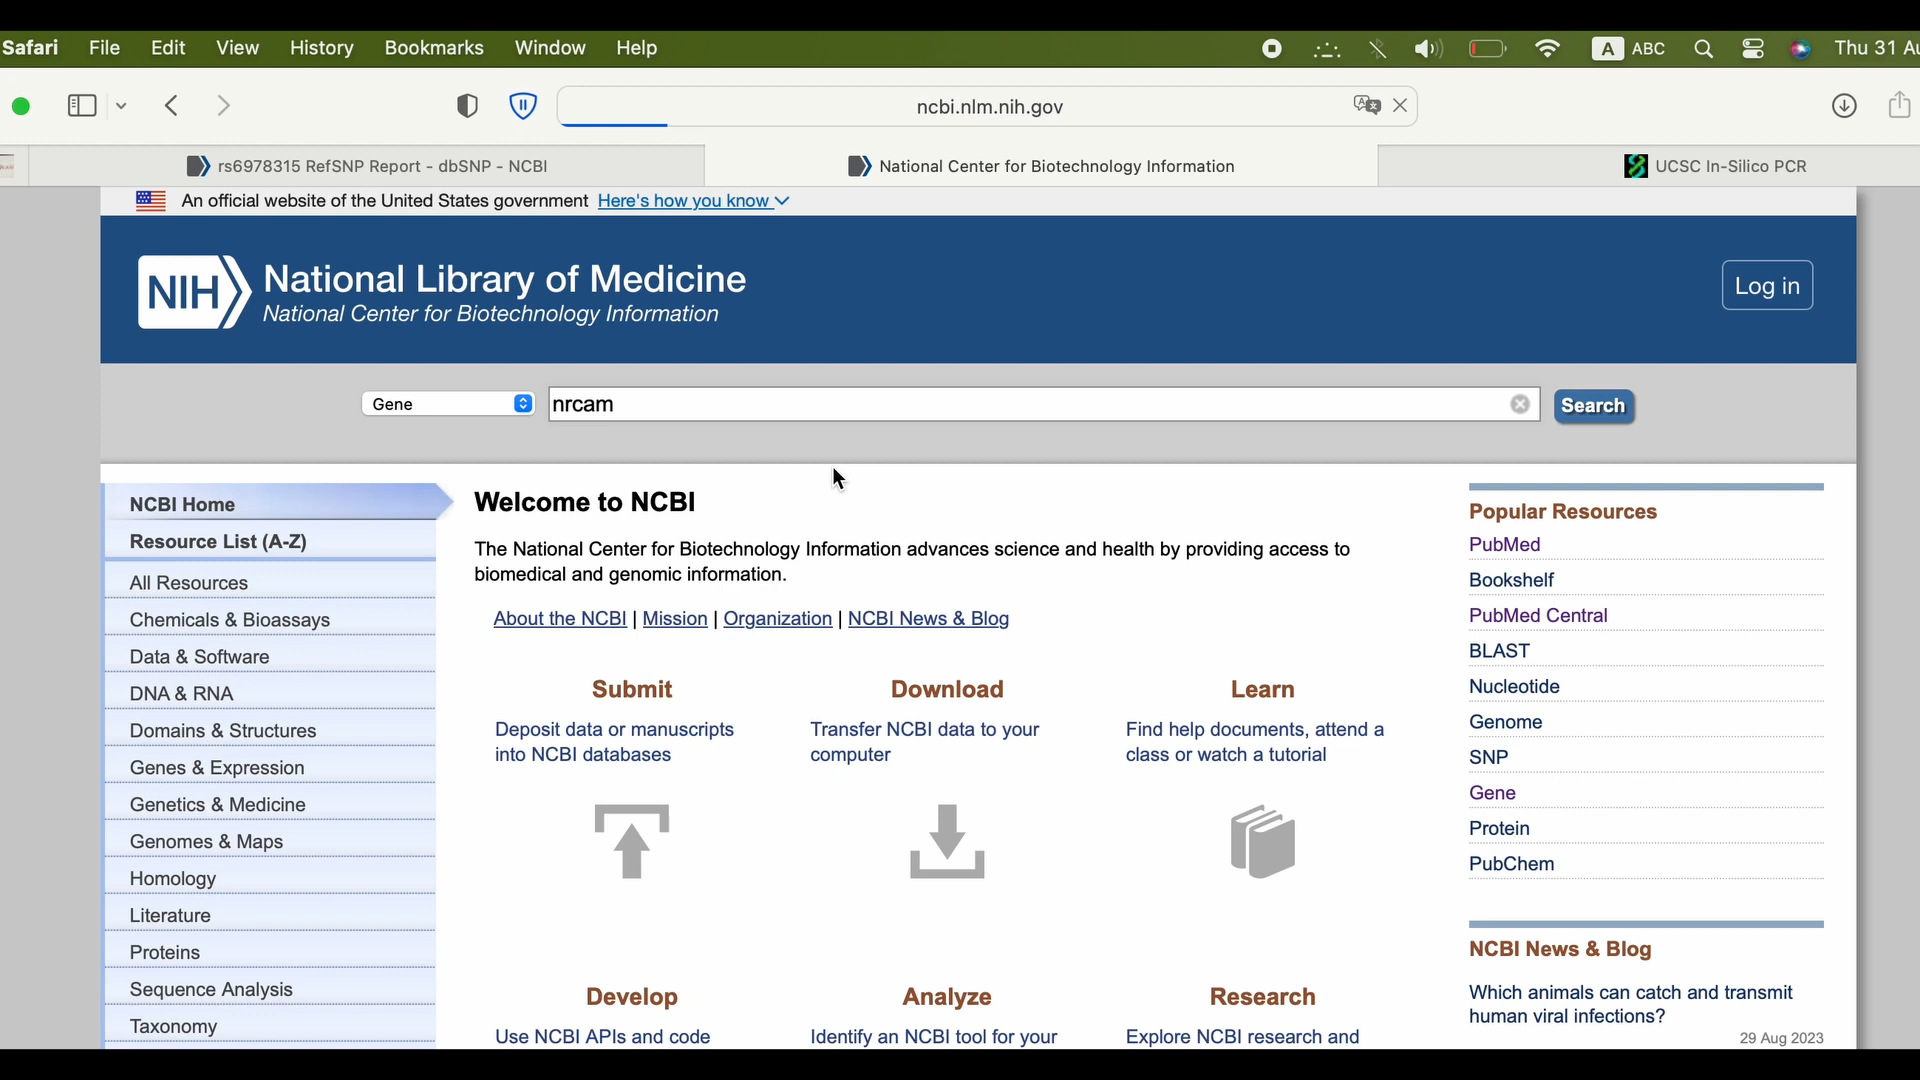 Safari File Edit View History Bookmarks Window Help A ABC Thu 31
ncbi.nlm.nih.gov
rs6978315 RefSNP Report - dbSNP - NCBI National Center for Biotechnology Information UCSC In-Silico PCR
An official website of the United States government Here's how you know
NIH National Library of Medicine Log in
National Center for Biotechnology Information
Gene nrcam Search
NCBI Home
Resource List (A-Z)
All Resources
Chemicals & Bioassays
Data & Software
DNA & RNA
Domains & Structures
Genes & Expression
Genetics & Medicine
Genomes & Maps
Homology
Literature
Proteins
Sequence Analysis
Taxonomy
Welcome to NCBI
The National Center for Biotechnology Information advances science and health by providing access to
biomedical and genomic information.
About the NCBI | Mission | Organization | NCBI News & Blog
Submit
Deposit data or manuscripts
into NCBI databases
Download
Transfer NCBI data to your
computer
Learn
Find help documents, attend a
class or watch a tutorial
Develop
Use NCBI APIs and code
Analyze
Identify an NCBI tool for your
Research
Explore NCBI research and
Popular Resources
PubMed
Bookshelf
PubMed Central
BLAST
Nucleotide
Genome
SNP
Gene
Protein
PubChem
NCBI News & Blog
Which animals can catch and transmit
human viral infections?
29 Aug 2023